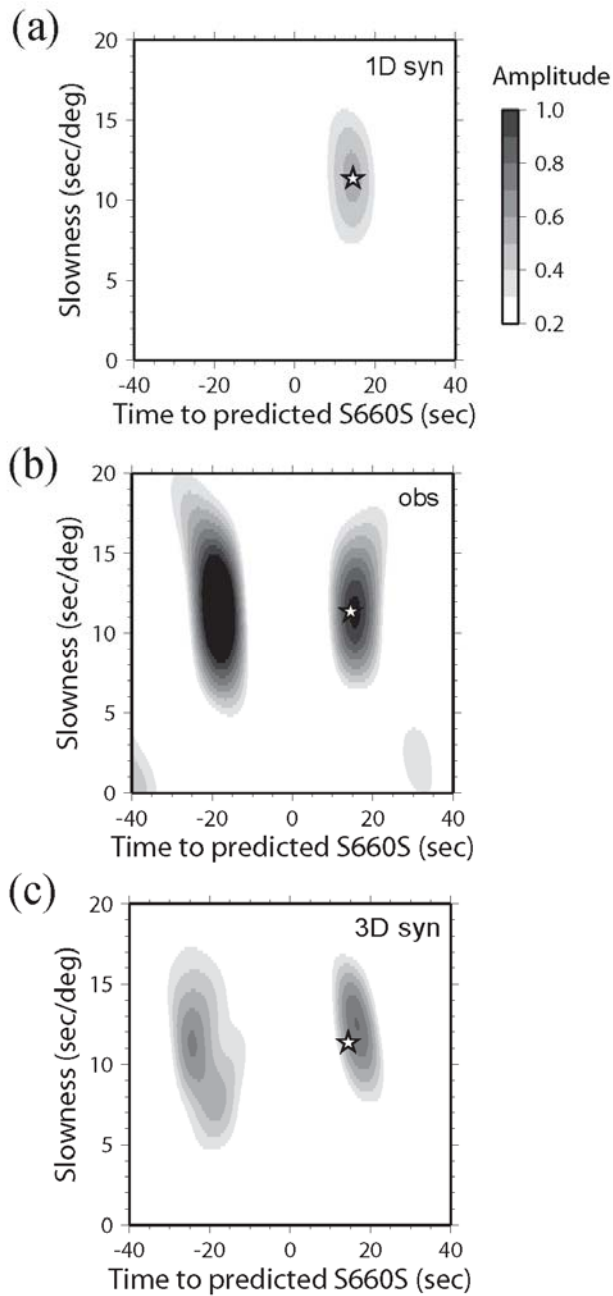 (a)
20
15
10
5
0
Slowness (sec/deg)
1D syn
-40 -20 0 20 40
Time to predicted S660S (sec)
Amplitude
1.0
0.8
0.6
0.4
0.2
(b)
20
15
10
5
0
Slowness (sec/deg)
obs
-40 -20 0 20 40
Time to predicted S660S (sec)
(c)
20
15
10
5
0
Slowness (sec/deg)
3D syn
-40 -20 0 20 40
Time to predicted S660S (sec)